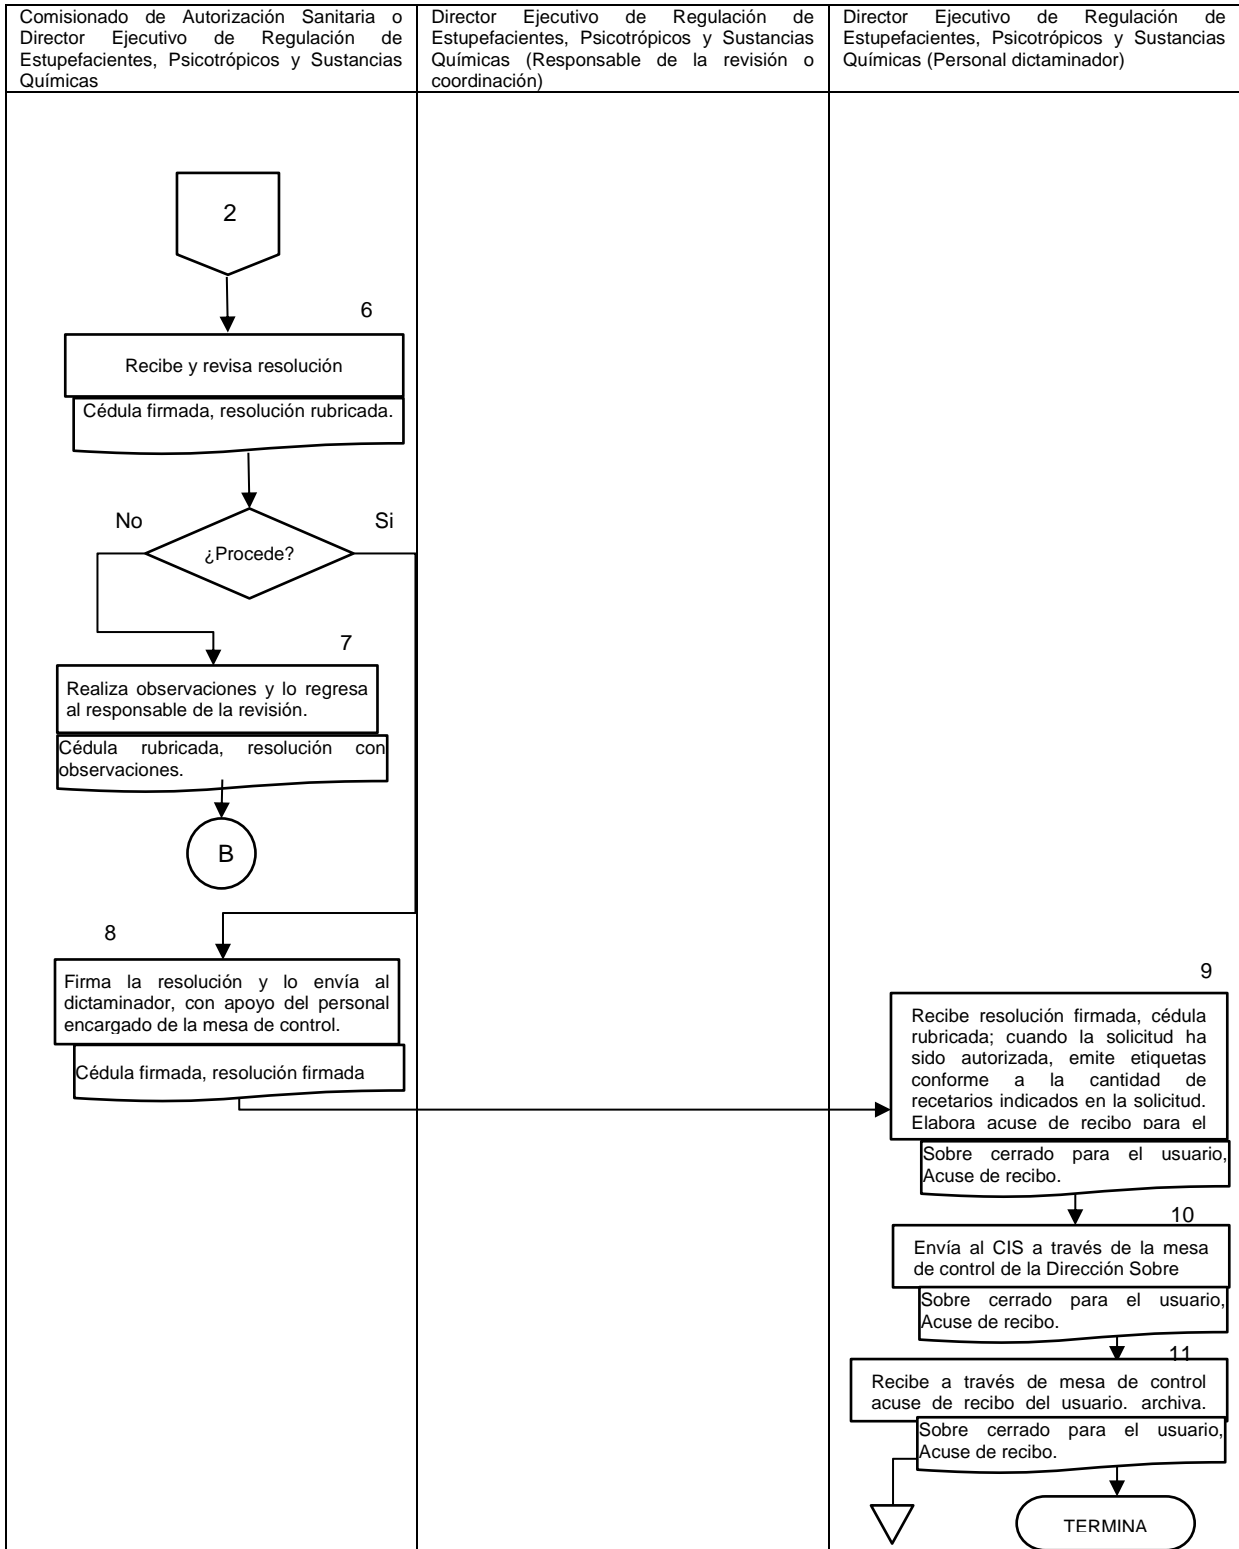 Comisionado de Autorización Sanitaria o
Director Ejecutivo de Regulación de
Estupefacientes, Psicotrópicos y Sustancias
Químicas
Director Ejecutivo de Regulación de
Estupefacientes, Psicotrópicos y Sustancias
Químicas (Responsable de la revisión o
coordinación)
Director Ejecutivo de Regulación de
Estupefacientes, Psicotrópicos y Sustancias
Químicas (Personal dictaminador)
2
6
Recibe y revisa resolución
Cédula firmada, resolución rubricada.
No
Si
¿Procede?
7
Realiza observaciones y lo regresa
al responsable de la revisión.
Cédula rubricada, resolución con
observaciones.
B
8
Firma la resolución y lo envía al
dictaminador, con apoyo del personal
encargado de la mesa de control.
Cédula firmada, resolución firmada
9
Recibe resolución firmada, cédula
rubricada; cuando la solicitud ha
sido autorizada, emite etiquetas
conforme a la cantidad de
recetarios indicados en la solicitud.
Elabora acuse de recibo para el
Sobre cerrado para el usuario,
Acuse de recibo.
10
Envía al CIS a través de la mesa
de control de la Dirección Sobre
Sobre cerrado para el usuario,
Acuse de recibo.
11
Recibe a través de mesa de control
acuse de recibo del usuario. archiva.
Sobre cerrado para el usuario,
Acuse de recibo.
TERMINA